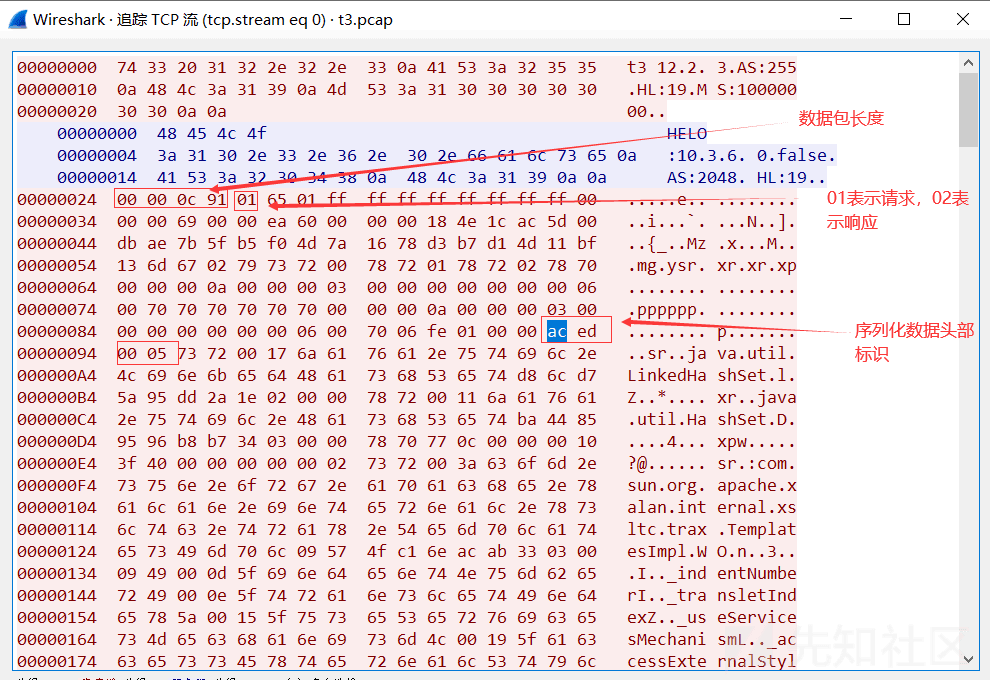 Wireshark · 追踪 TCP 流 (tcp.stream eq 0) · t3.pcap
00000000 74 33 20 31 32 2e 32 2e 33 0a 41 53 3a 32 35 35 t3 12.2. 3.AS:255
00000010 0a 48 4c 3a 31 39 0a 4d 53 3a 31 30 30 30 30 30 .HL:19.M S:100000
00000020 30 30 0a 0a 00..
00000000 48 45 4c 4f HELO
00000004 3a 31 30 2e 33 2e 36 2e 30 2e 66 61 6c 73 65 0a :10.3.6. 0.false.
00000014 41 53 3a 32 30 34 38 0a 48 4c 3a 31 39 0a 0a AS:2048. HL:19..
00000024 00 00 0c 91 01 65 01 ff ff ff ff ff ff ff ff 00 .....e.. ........
00000034 00 00 69 00 00 ea 60 00 00 00 18 4e 1c ac 5d 00 ..i...`. ...N..].
00000044 db ae 7b 5f b5 f0 4d 7a 16 78 d3 b7 d1 4d 11 bf ..{_..Mz .x...M..
00000054 13 6d 67 02 79 73 72 00 78 72 01 78 72 02 78 70 .mg.ysr. xr.xr.xp
00000064 00 00 00 0a 00 00 00 03 00 00 00 00 00 00 00 06 ........ ........
00000074 00 70 70 70 70 70 70 00 00 00 0a 00 00 00 03 00 .pppppp. ........
00000084 00 00 00 00 00 00 06 00 70 06 fe 01 00 00 ac ed ........ p.......
00000094 00 05 73 72 00 17 6a 61 76 61 2e 75 74 69 6c 2e ..sr..ja va.util.
000000A4 4c 69 6e 6b 65 64 48 61 73 68 53 65 74 d8 6c d7 LinkedHa shSet.l.
000000B4 5a 95 dd 2a 1e 02 00 00 78 72 00 11 6a 61 76 61 Z..*.... xr..java
000000C4 2e 75 74 69 6c 2e 48 61 73 68 53 65 74 ba 44 85 .util.Ha shSet.D.
000000D4 95 96 b8 b7 34 03 00 00 78 70 77 0c 00 00 00 10 ....4... xpw.....
000000E4 3f 40 00 00 00 00 00 02 73 72 00 3a 63 6f 6d 2e ?@...... sr.:com.
000000F4 73 75 6e 2e 6f 72 67 2e 61 70 61 63 68 65 2e 78 sun.org. apache.x
00000104 61 6c 61 6e 2e 69 6e 74 65 72 6e 61 6c 2e 78 73 alan.int ernal.xs
00000114 6c 74 63 2e 74 72 61 78 2e 54 65 6d 70 6c 61 74 ltc.trax .Templat
00000124 65 73 49 6d 70 6c 09 57 4f c1 6e ac ab 33 03 00 esImpl.W O.n..3..
00000134 09 49 00 0d 5f 69 6e 64 65 6e 74 4e 75 6d 62 65 .I.._ind entNumbe
00000144 72 49 00 0e 5f 74 72 61 6e 73 6c 65 74 49 6e 64 rI.._tra nsletInd
00000154 65 78 5a 00 15 5f 75 73 65 53 65 72 76 69 63 65 exZ.._us eService
00000164 73 4d 65 63 68 61 6e 69 73 6d 4c 00 19 5f 61 63 sMechani smL.._ac
00000174 63 65 73 73 45 78 74 65 72 6e 61 6c 53 74 79 6c cessExte rnalStyl
数据包长度
01表示请求，02表
示响应
序列化数据头部
标识
先知社区